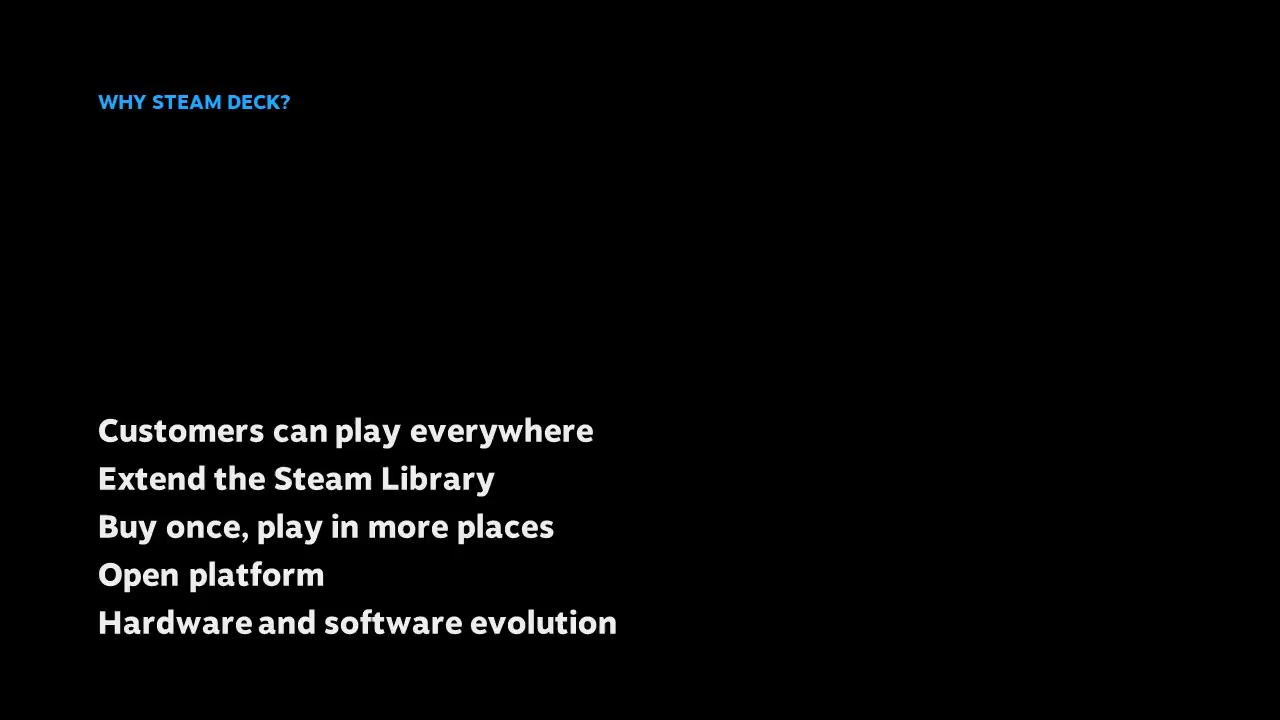 WHY STEAM DECK?
Customers can play everywhere
Extend the Steam Library
Buy once, play in more places
Open platform
Hardware and software evolution